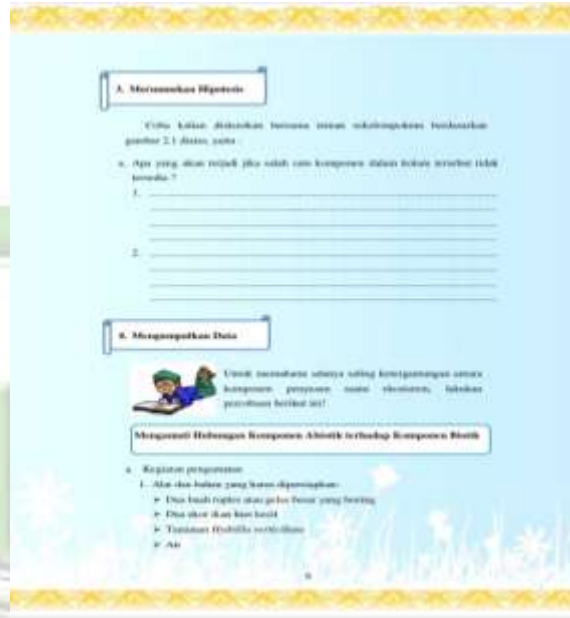 3. Merumuskan Hipotesis
Coba kalian diskusikan bersama teman sekelompokmu berdasarkan
gambar 2.1 diatas, yaitu :
a. Apa yang akan terjadi jika salah satu komponen dalam kolam tersebut tidak
tersedia ?
1.
2.
4. Mengumpulkan Data
Untuk memahami adanya saling ketergantungan antara
komponen penyusun suatu ekosistem, lakukan
percobaan berikut ini!
Mengamati Hubungan Komponen Abiotik terhadap Komponen Biotik
a. Kegiatan pengamatan
1. Alat dan bahan yang harus dipersiapkan:
➢ Dua buah toples atau gelas besar yang bening
➢ Dua ekor ikan hias kecil
➢ Tanaman Hydrilla verticillata
➢ Air